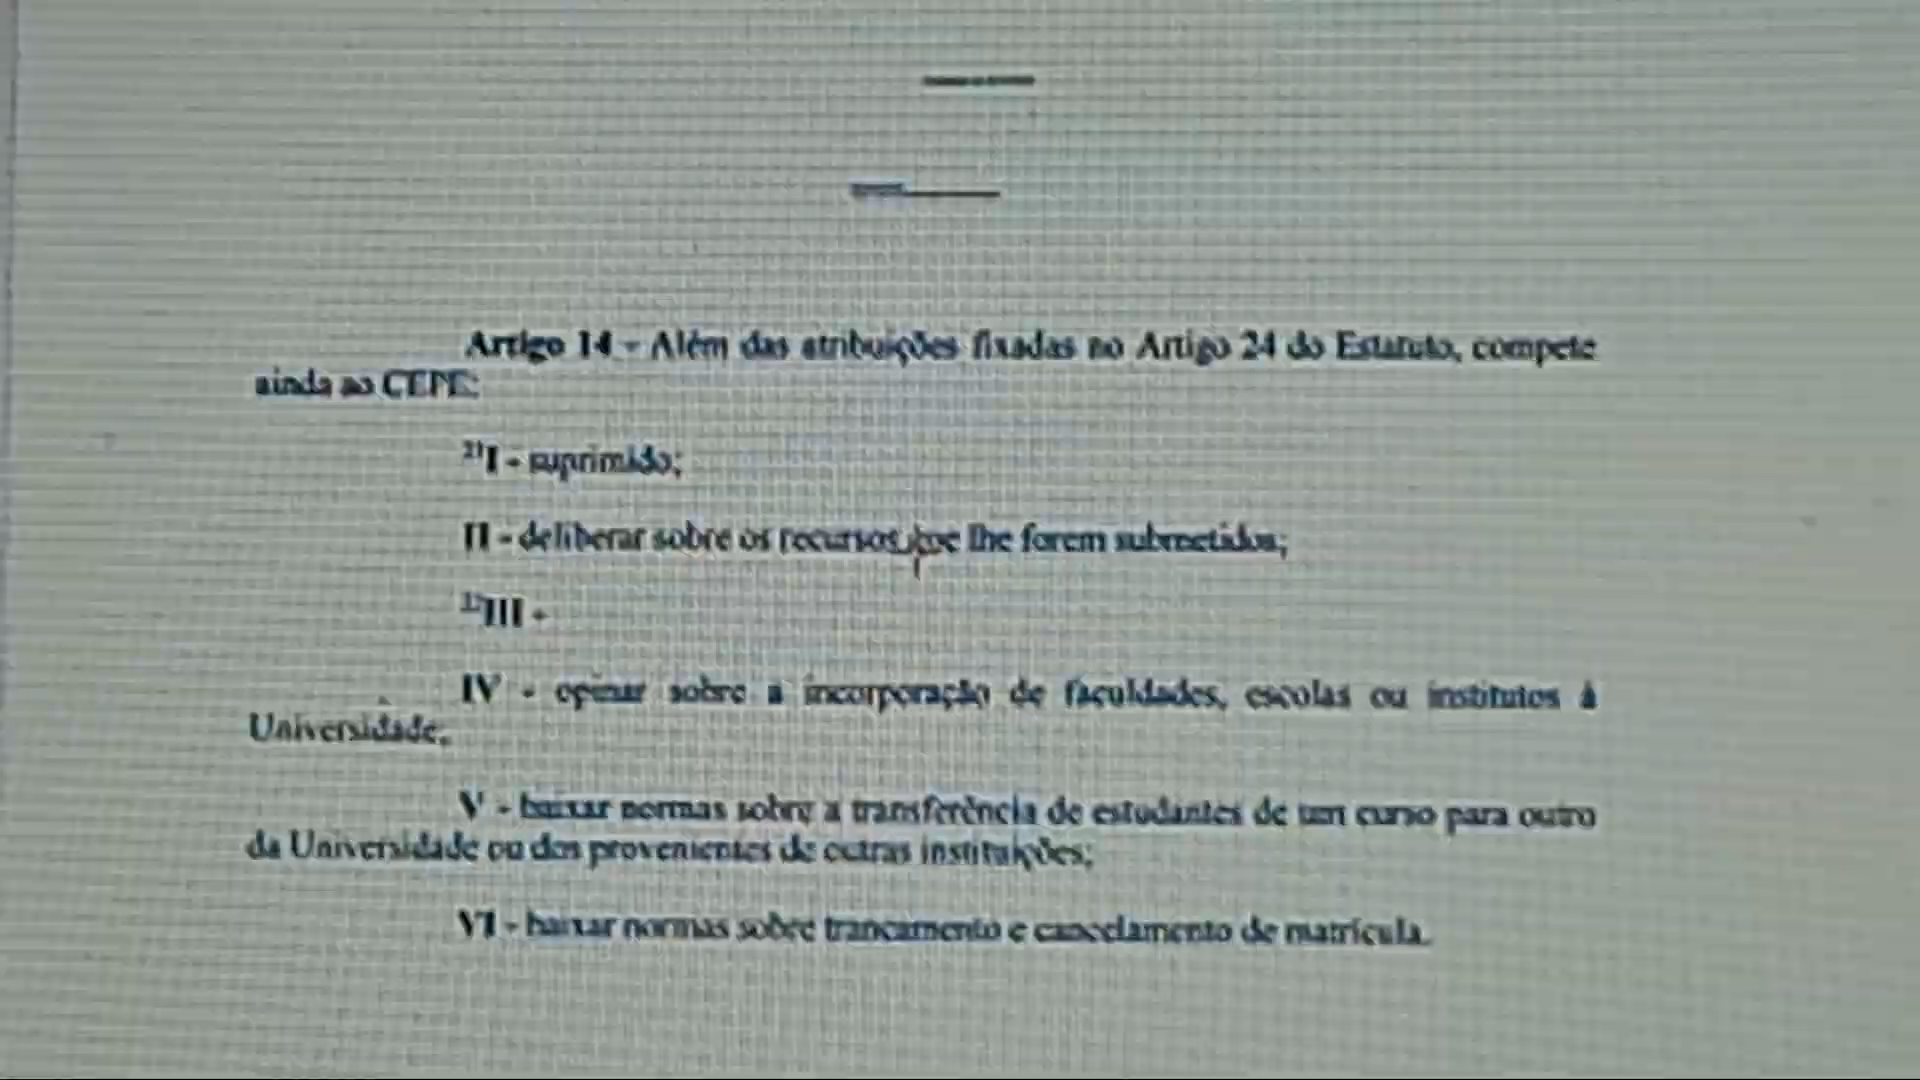 Artigo 14 - Além das atribuições fixadas no Artigo 24 do Estatuto, compete
ainda ao CEPE:
I - suprimido;
II - deliberar sobre os recursos que lhe forem submetidos;
III -
IV - opinar sobre a incorporação de faculdades, escolas ou institutos à
Universidade.
V - baixar normas sobre a transferência de estudantes de um curso para outro
da Universidade ou dos provenientes de outras instituições;
VI - baixar normas sobre trancamento e cancelamento de matrícula.